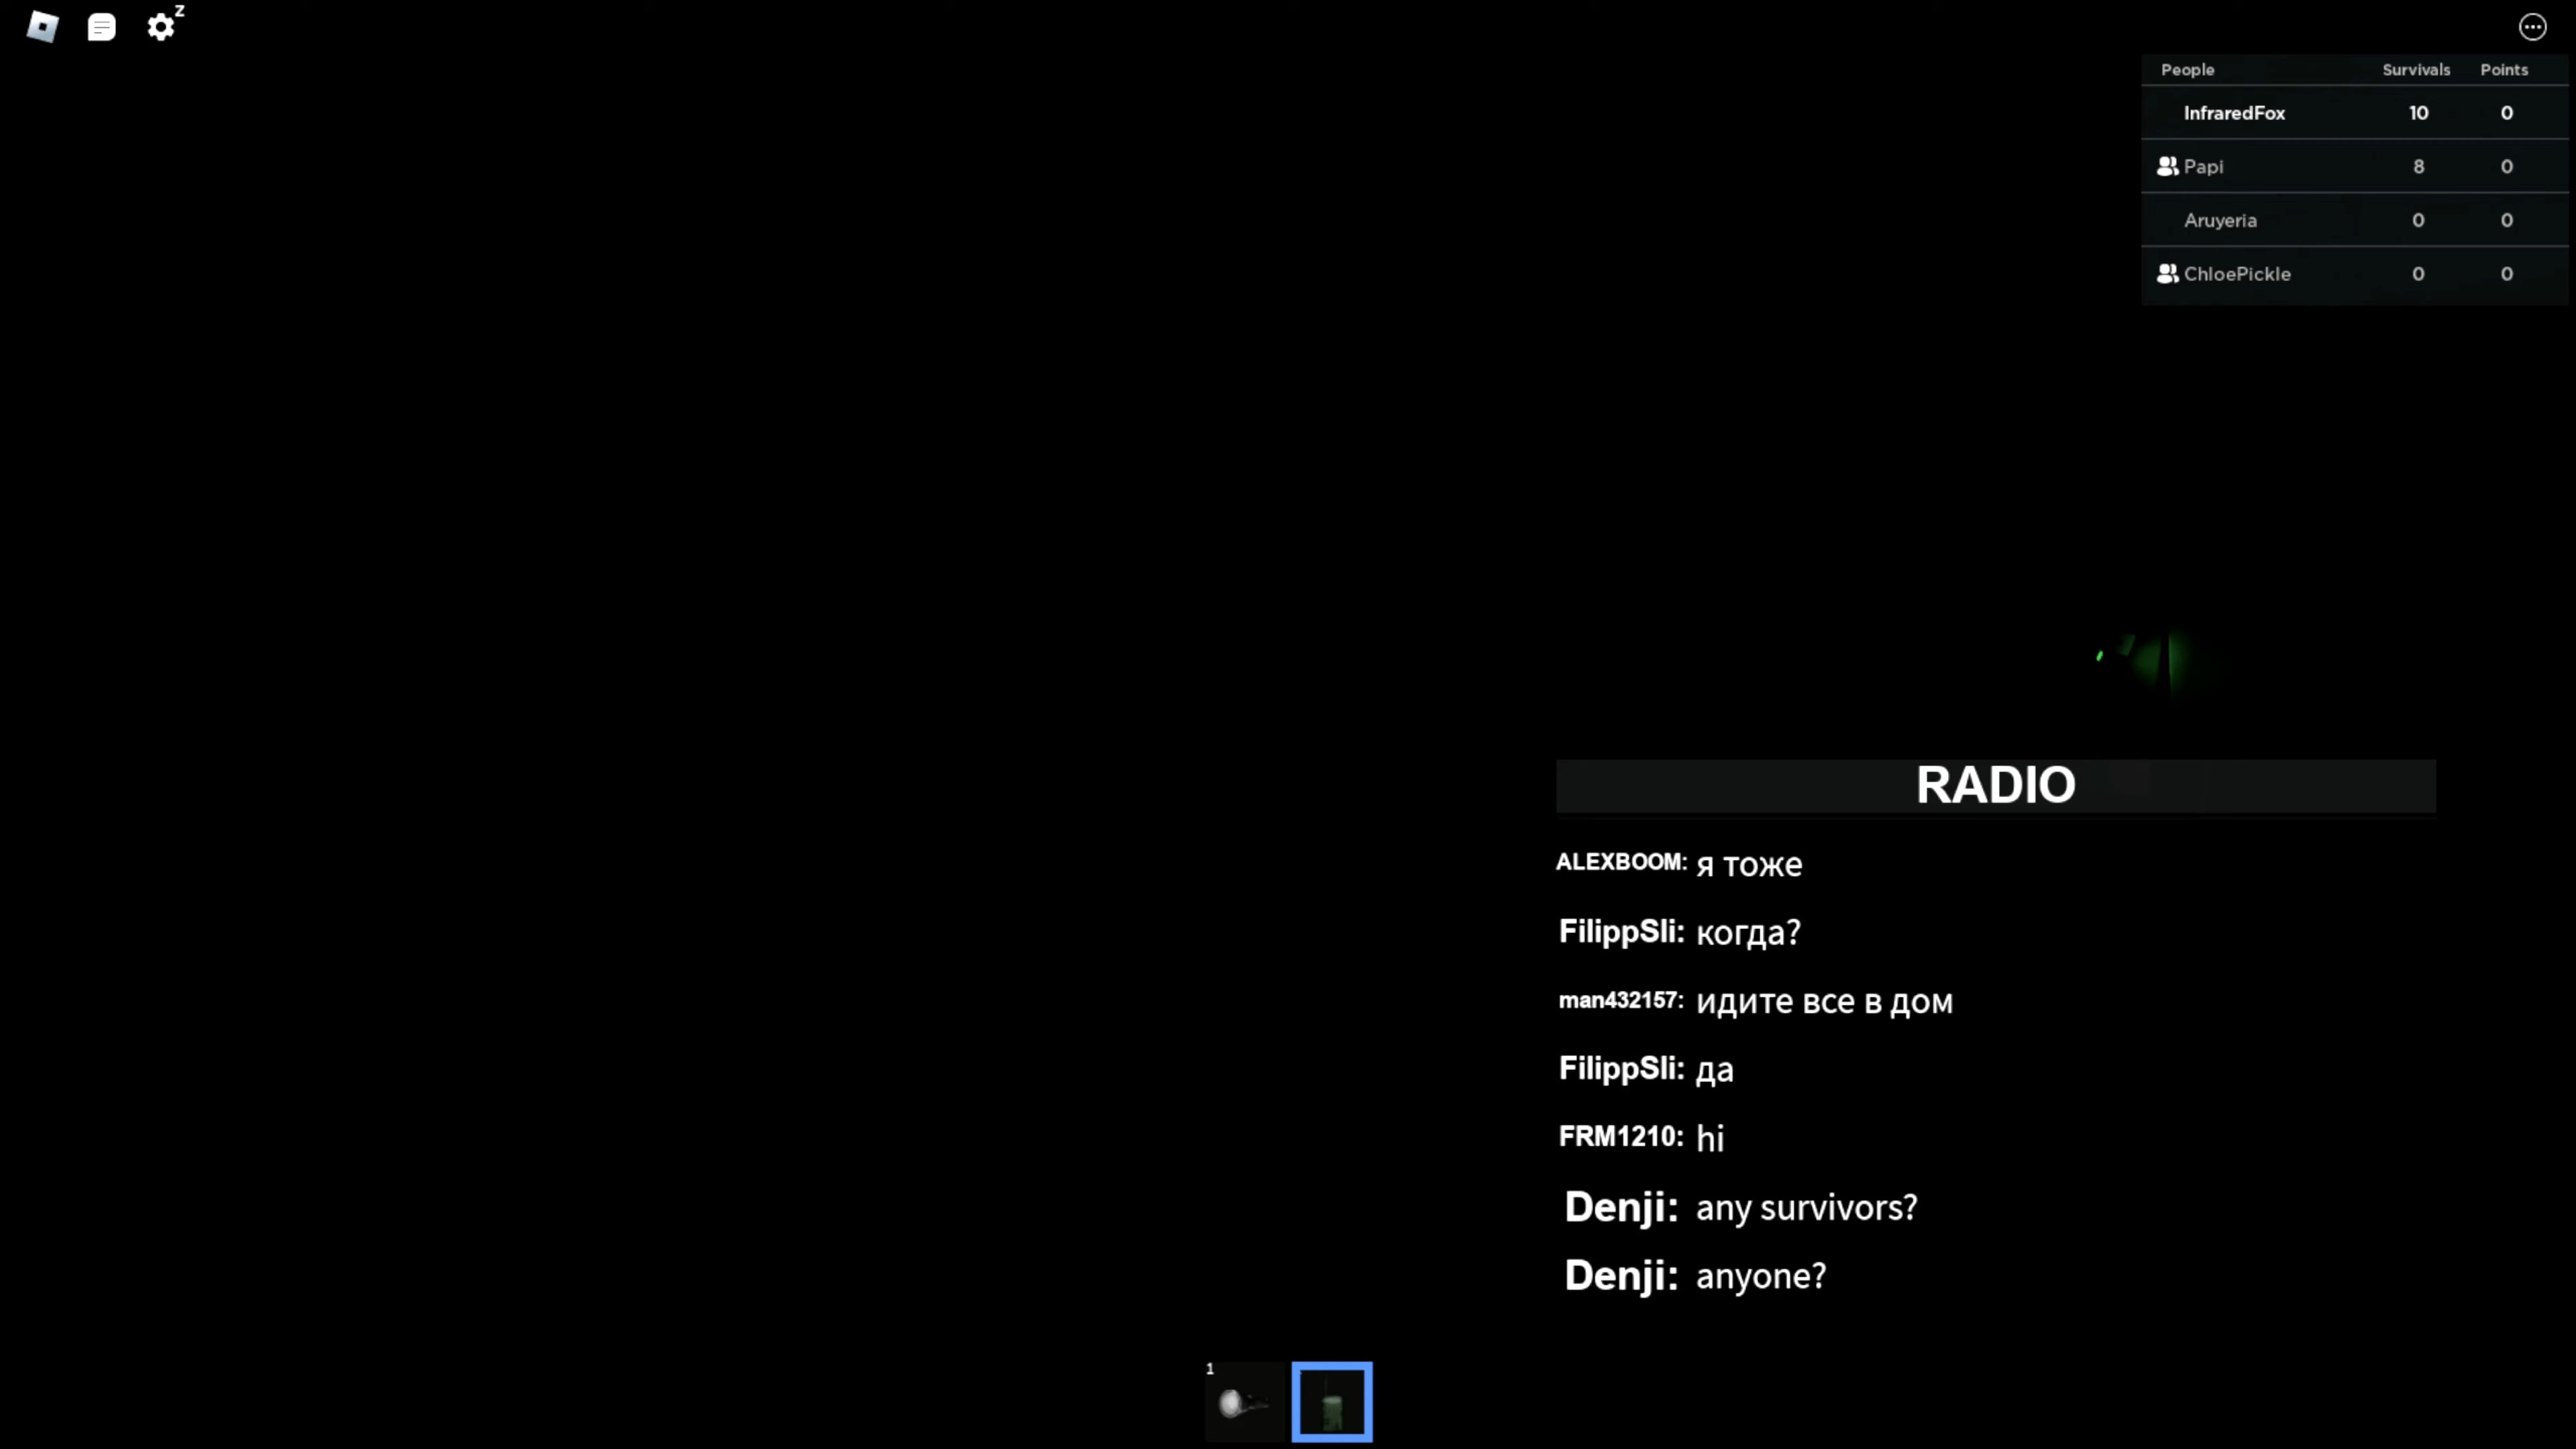 z
People Survivals Points
InfraredFox 10 0
Papi 8 0
Aruyeria 0 0
ChloePickle 0 0
RADIO
ALEXBOOM: я тоже
FilippSli: когда?
man432157: идите все в дом
FilippSli: да
FRM1210: hi
Denji: any survivors?
Denji: anyone?
1